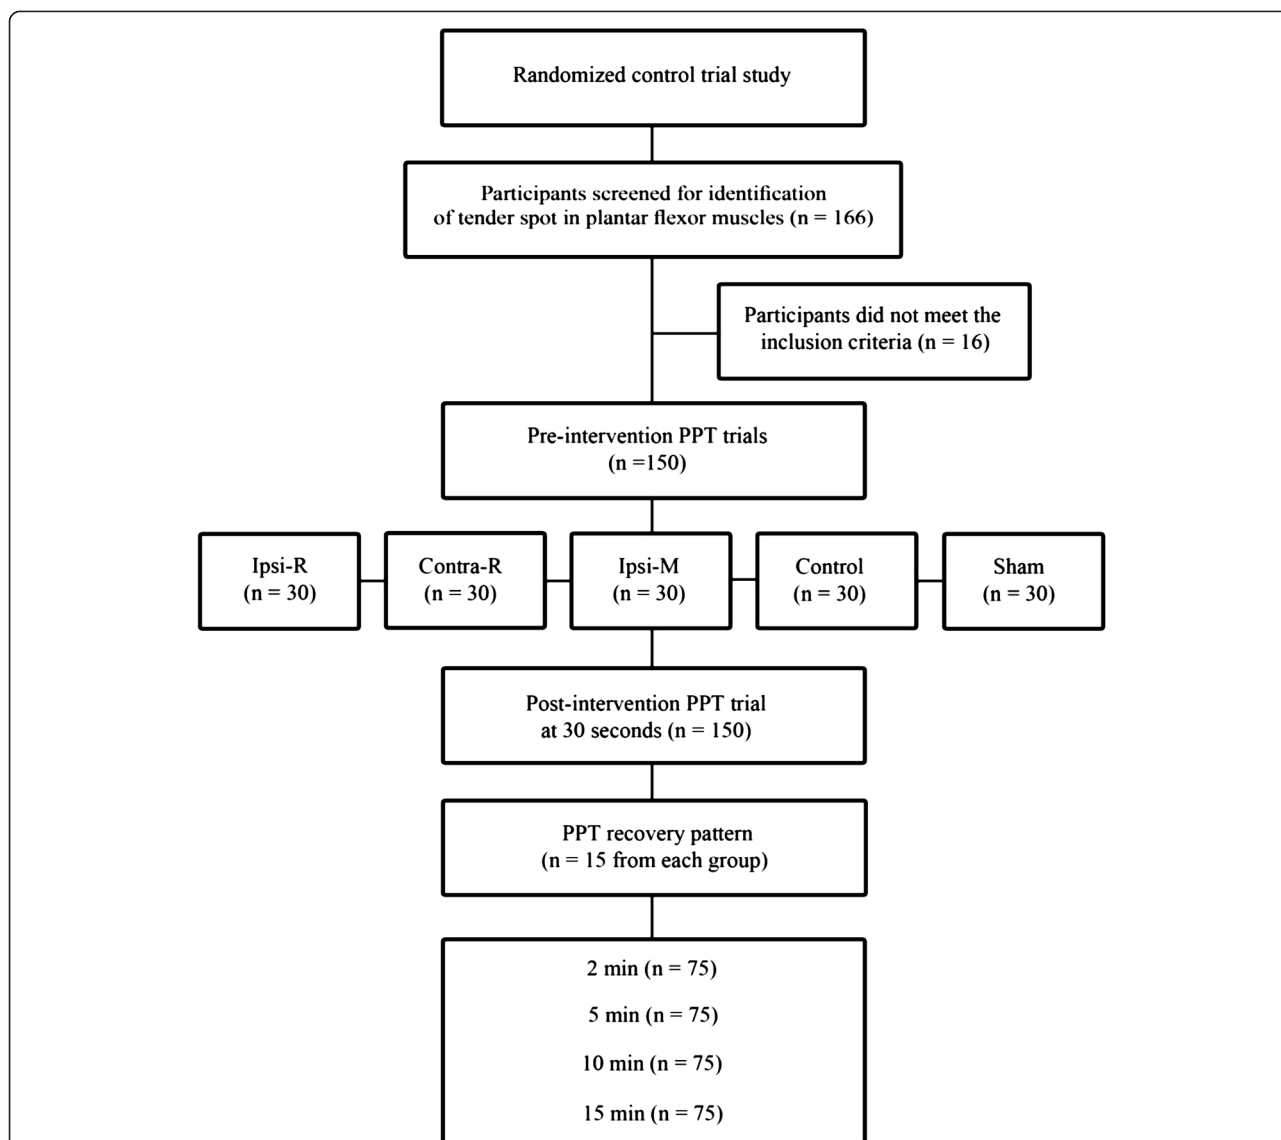 Randomized control trial study
Participants screened for identification
of tender spot in plantar flexor muscles (n = 166)
Participants did not meet the
inclusion criteria (n = 16)
Pre-intervention PPT trials
(n =150)
Ipsi-R
(n = 30)
Contra-R
(n = 30)
Ipsi-M
(n = 30)
Control
(n = 30)
Sham
(n = 30)
Post-intervention PPT trial
at 30 seconds (n = 150)
PPT recovery pattern
(n = 15 from each group)
2 min (n = 75)
5 min (n = 75)
10 min (n = 75)
15 min (n = 75)